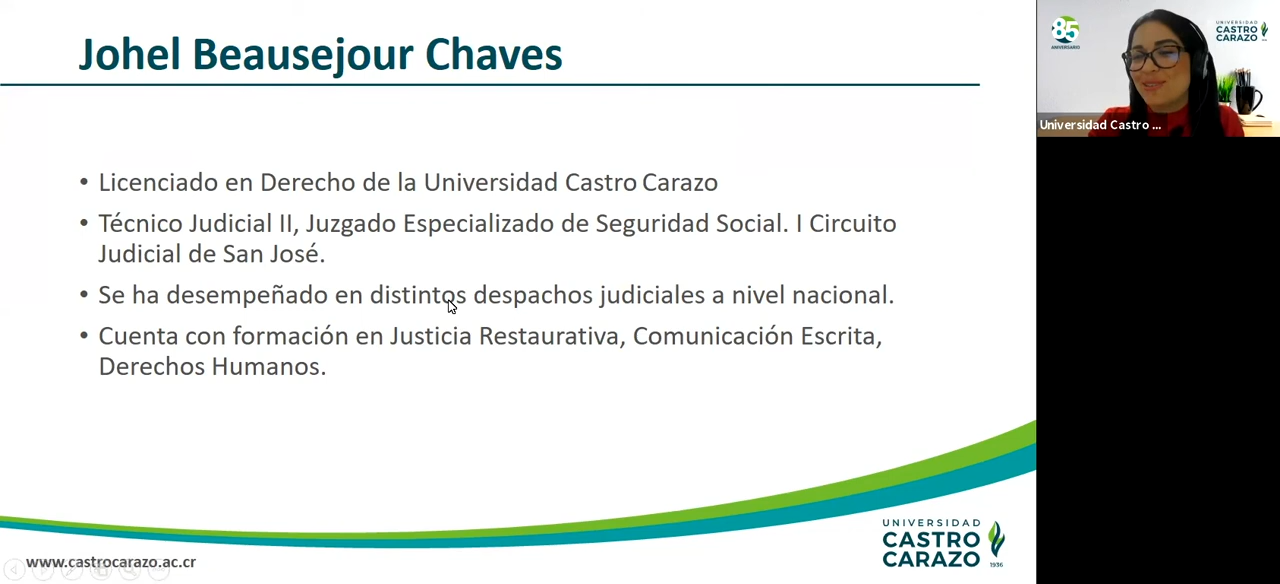 Johel Beausejour Chaves
• Licenciado en Derecho de la Universidad Castro Carazo
• Técnico Judicial II, Juzgado Especializado de Seguridad Social. I Circuito
Judicial de San José.
• Se ha desempeñado en distintos despachos judiciales a nivel nacional.
• Cuenta con formación en Justicia Restaurativa, Comunicación Escrita,
Derechos Humanos.
www.castrocarazo.ac.cr
UNIVERSIDAD
CASTRO
CARAZO
1936
85
ANIVERSARIO
UNIVERSIDAD
CASTRO
CARAZO
Universidad Castro ...